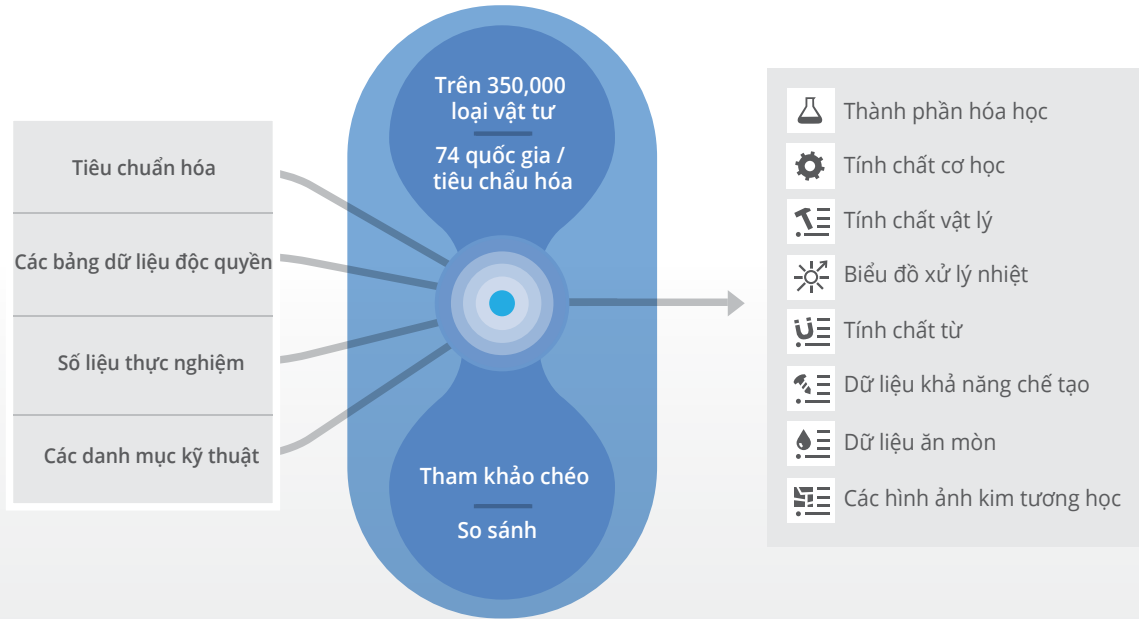 Tiêu chuẩn hóa
Các bảng dữ liệu độc quyền
Số liệu thực nghiệm
Các danh mục kỹ thuật
Trên 350,000
loại vật tư
74 quốc gia /
tiêu chẩu hóa
Tham khảo chéo
So sánh
Thành phần hóa học
Tính chất cơ học
Tính chất vật lý
Biểu đồ xử lý nhiệt
Tính chất từ
Dữ liệu khả năng chế tạo
Dữ liệu ăn mòn
Các hình ảnh kim tương học